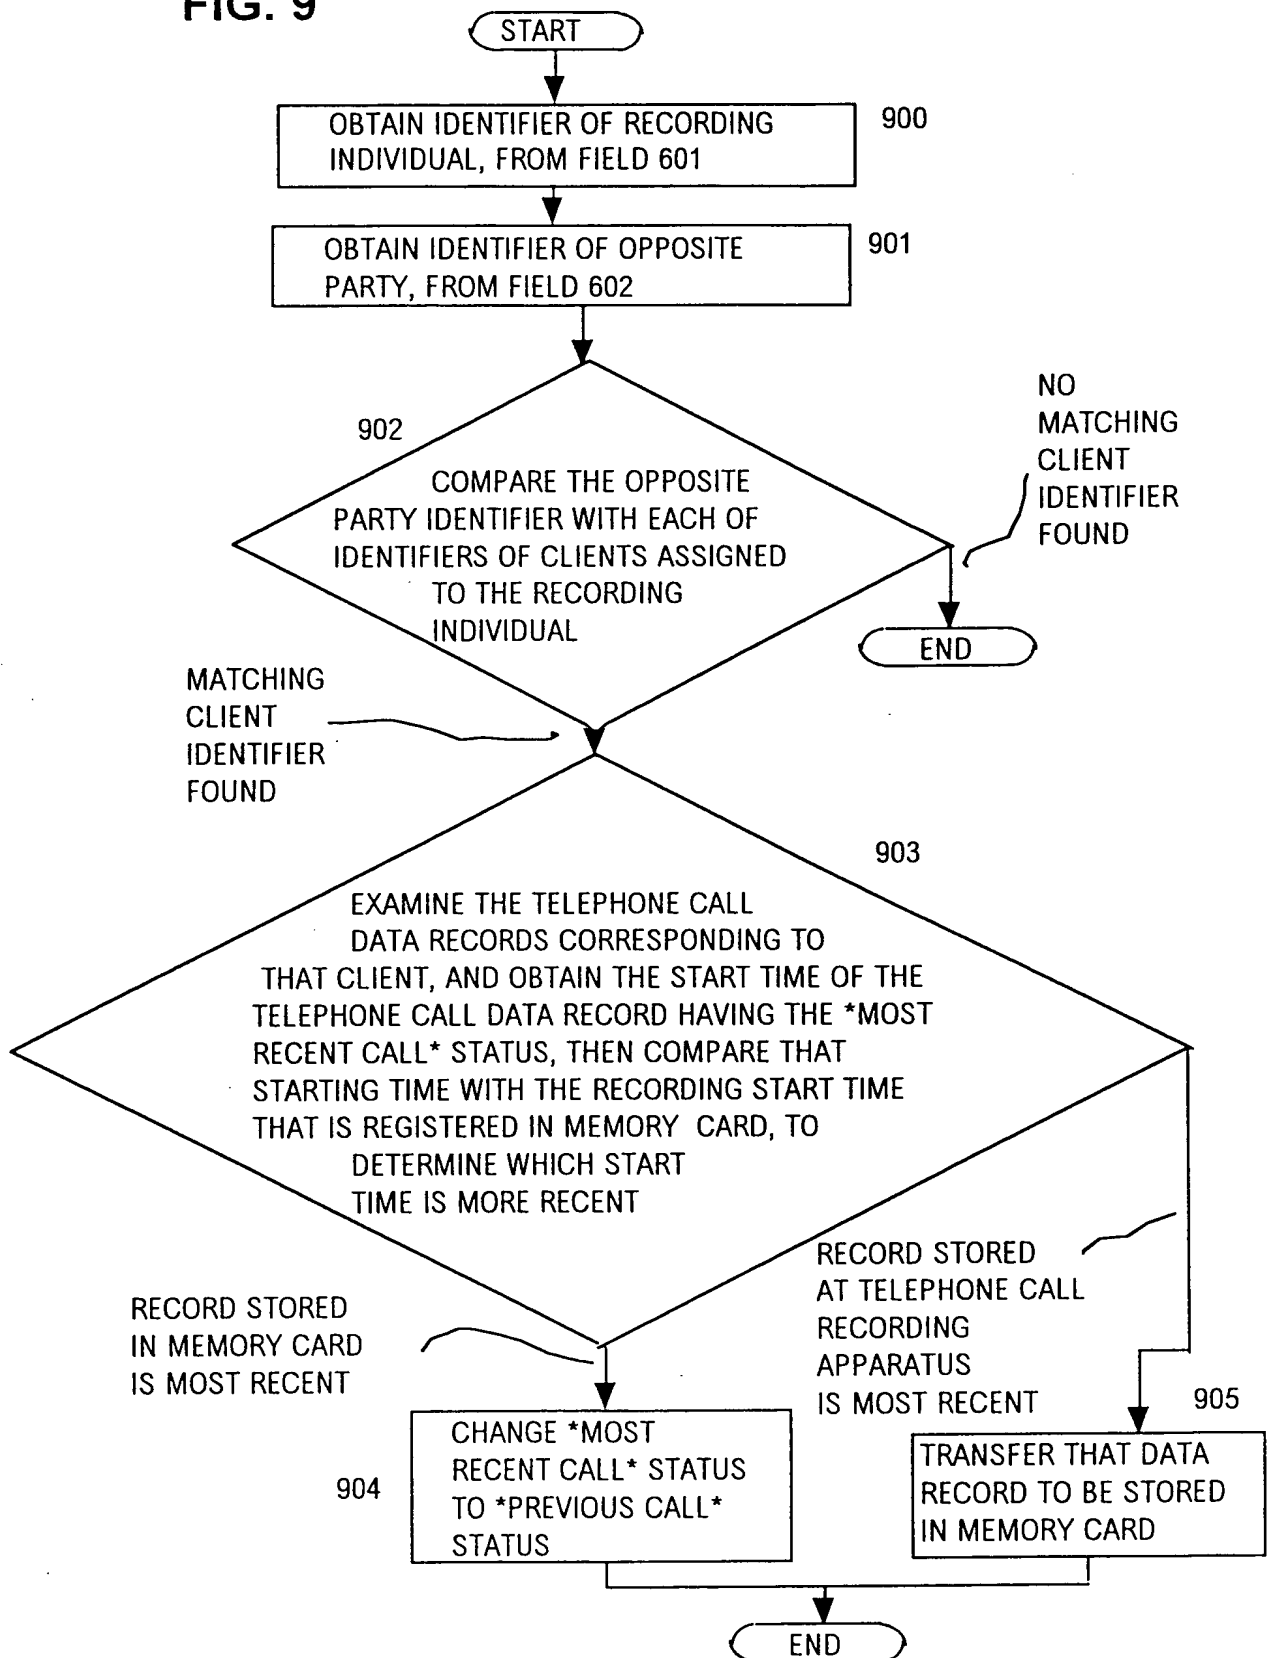 FIG. 9
START
OBTAIN IDENTIFIER OF RECORDING
INDIVIDUAL, FROM FIELD 601
900
OBTAIN IDENTIFIER OF OPPOSITE
PARTY, FROM FIELD 602
901
902
COMPARE THE OPPOSITE
PARTY IDENTIFIER WITH EACH OF
IDENTIFIERS OF CLIENTS ASSIGNED
TO THE RECORDING
INDIVIDUAL
NO
MATCHING
CLIENT
IDENTIFIER
FOUND
END
MATCHING
CLIENT
IDENTIFIER
FOUND
903
EXAMINE THE TELEPHONE CALL
DATA RECORDS CORRESPONDING TO
THAT CLIENT, AND OBTAIN THE START TIME OF THE
TELEPHONE CALL DATA RECORD HAVING THE *MOST
RECENT CALL* STATUS, THEN COMPARE THAT
STARTING TIME WITH THE RECORDING START TIME
THAT IS REGISTERED IN MEMORY CARD, TO
DETERMINE WHICH START
TIME IS MORE RECENT
RECORD STORED
IN MEMORY CARD
IS MOST RECENT
RECORD STORED
AT TELEPHONE CALL
RECORDING
APPARATUS
IS MOST RECENT
904
CHANGE *MOST
RECENT CALL* STATUS
TO *PREVIOUS CALL*
STATUS
905
TRANSFER THAT DATA
RECORD TO BE STORED
IN MEMORY CARD
END